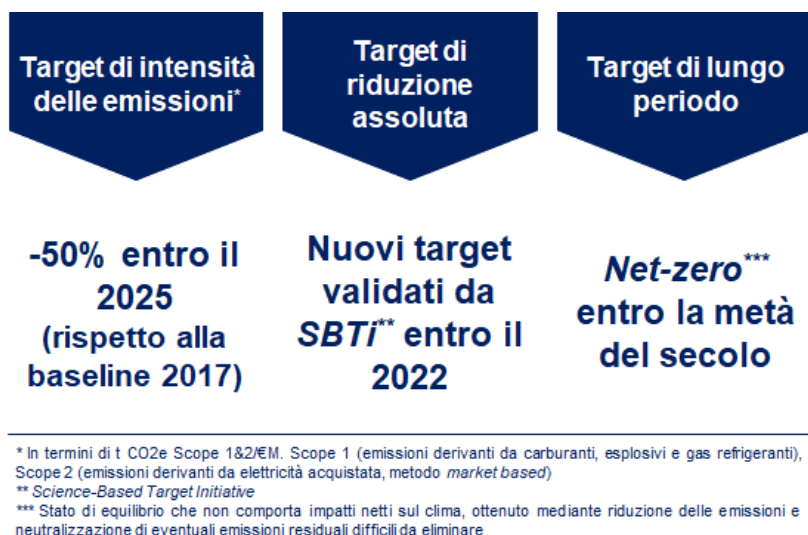 Target di intensità
delle emissioni*
Target di
riduzione
assoluta
Target di lungo
periodo
-50% entro il
2025
(rispetto alla
baseline 2017)
Nuovi target
validati da
SBTi** entro il
2022
Net-zero***
entro la metà
del secolo
* In termini di t CO2e Scope 1&2/€M. Scope 1 (emissioni derivanti da carburanti, esplosivi e gas refrigeranti),
Scope 2 (emissioni derivanti da elettricità acquistata, metodo market based)
** Science-Based Target Initiative
*** Stato di equilibrio che non comporta impatti netti sul clima, ottenuto mediante riduzione delle emissioni e
neutralizzazione di eventuali emissioni residuali difficili da eliminare